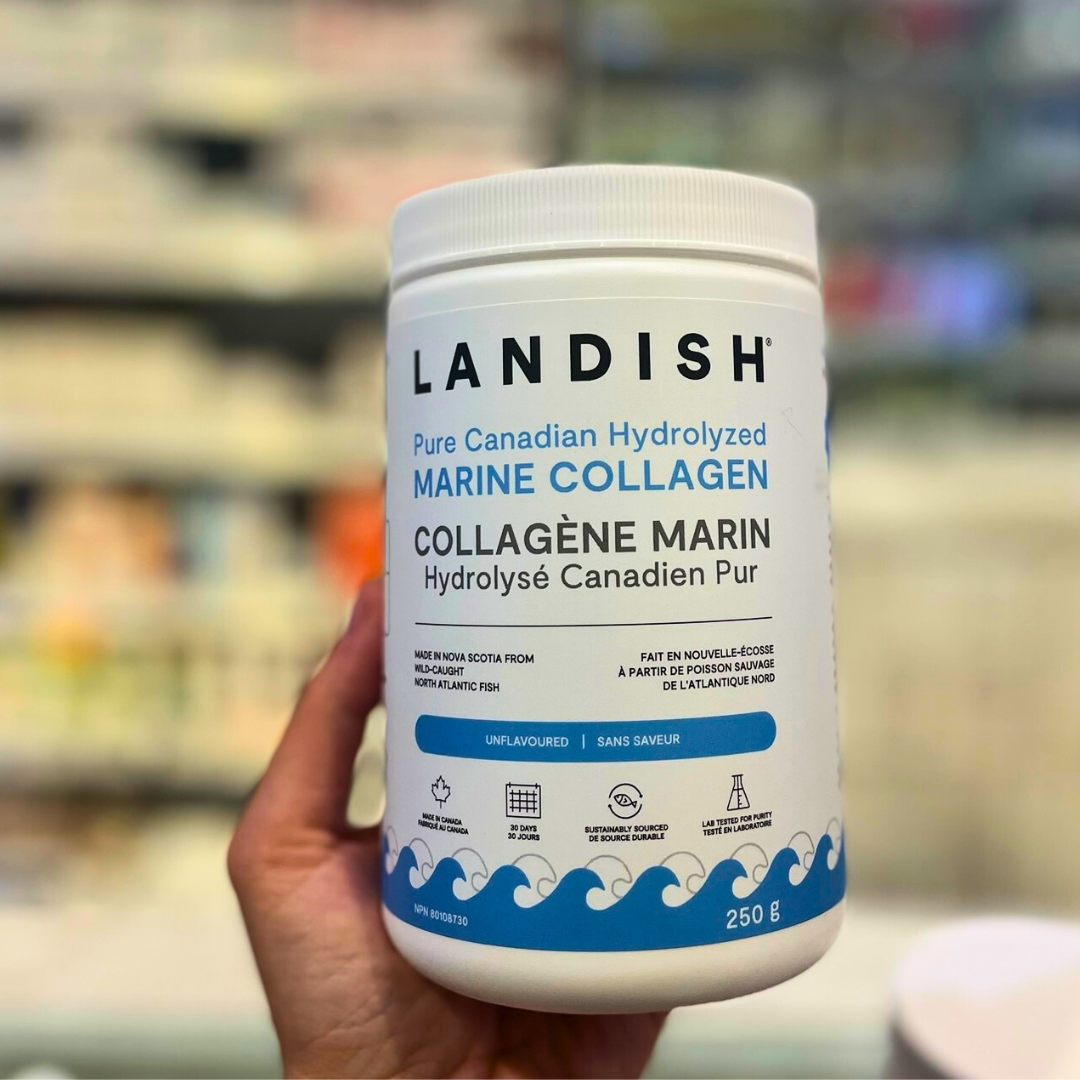 LANDISH®
Pure Canadian Hydrolyzed
MARINE COLLAGEN
COLLAGÈNE MARIN
Hydrolysé Canadien Pur
MADE IN NOVA SCOTIA FROM
WILD-CAUGHT
NORTH ATLANTIC FISH
FAIT EN NOUVELLE-ÉCOSSE
À PARTIR DE POISSON SAUVAGE
DE L'ATLANTIQUE NORD
UNFLAVOURED | SANS SAVEUR
MADE IN CANADA
FABRIQUÉ AU CANADA
30 DAYS
30 JOURS
SUSTAINABLY SOURCED
DE SOURCE DURABLE
LAB TESTED FOR PURITY
TESTÉ EN LABORATOIRE
NPN 80108730
250 g